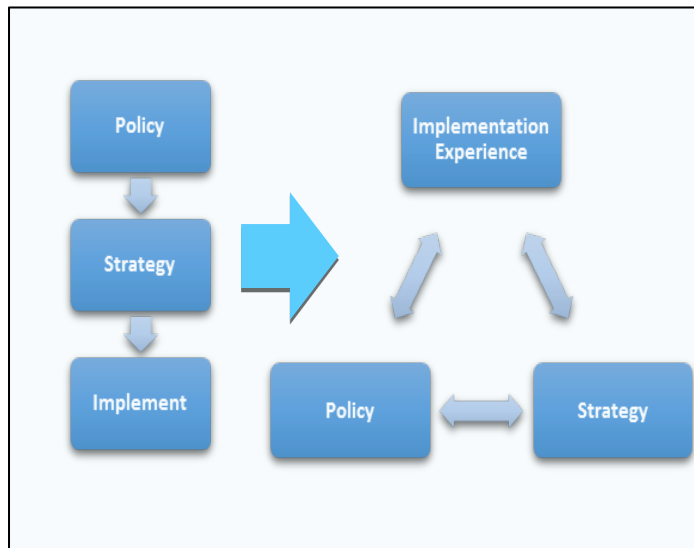 Policy
Strategy
Implement
Implementation
Experience
Policy
Strategy